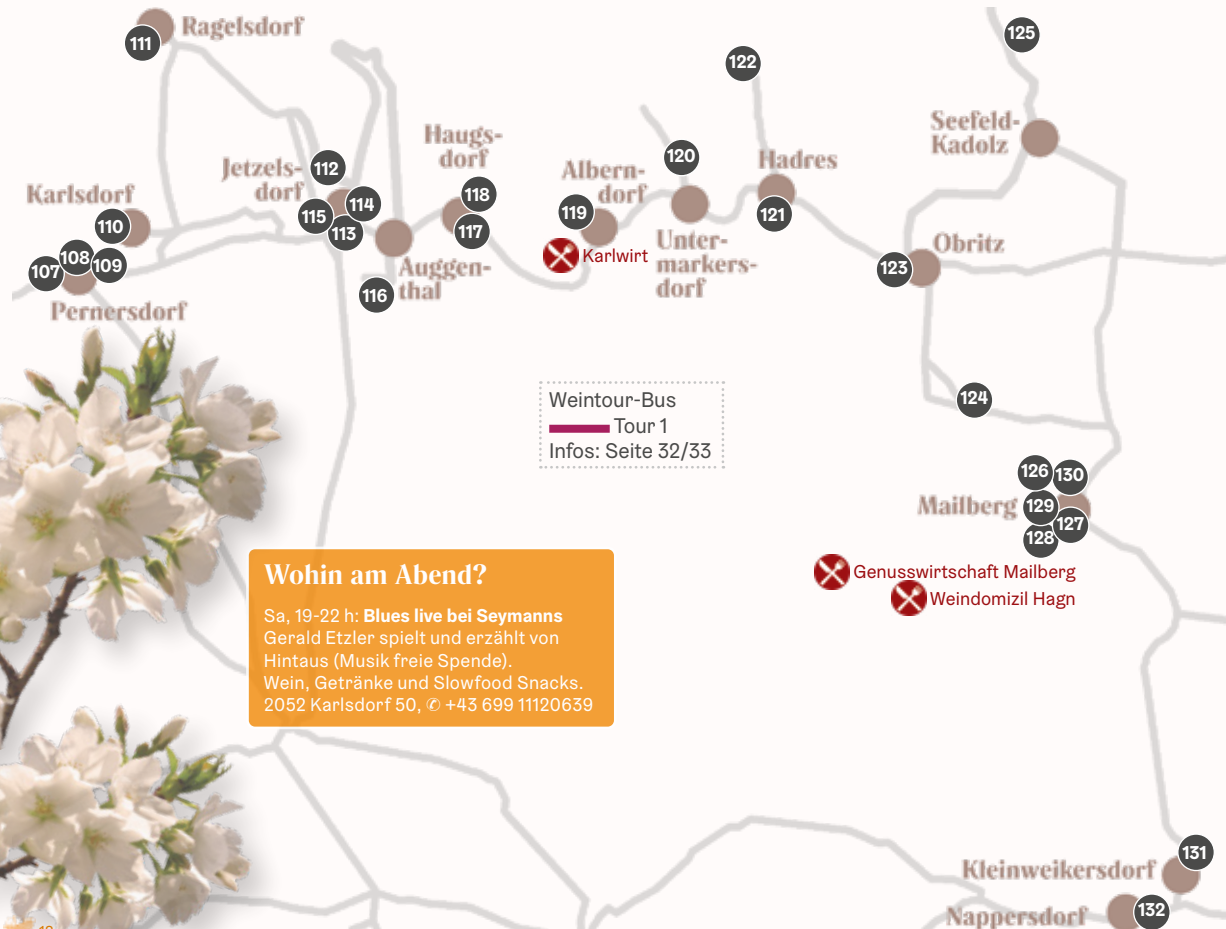 Ragelsdorf
111
122
125
Seefeld-
Kadolz
Haugs-
dorf
Jetzels-
dorf
112
114
115
113
118
117
Albern-
dorf
119
Karlwirt
120
Unter-
markers-
dorf
Hadres
121
Karlsdorf
110
108
107
109
Pernersdorf
Auggen-
thal
116
Obritz
123
124
Weintour-Bus
Tour 1
Infos: Seite 32/33
126
130
Mailberg
129
127
128
Genusswirtschaft Mailberg
Weindomizil Hagn
Wohin am Abend?
Sa, 19-22 h: Blues live bei Seymanns
Gerald Etzler spielt und erzählt von
Hintaus (Musik freie Spende).
Wein, Getränke und Slowfood Snacks.
2052 Karlsdorf 50, ✆ +43 699 11120639
131
Kleinweikersdorf
Nappersdorf
132